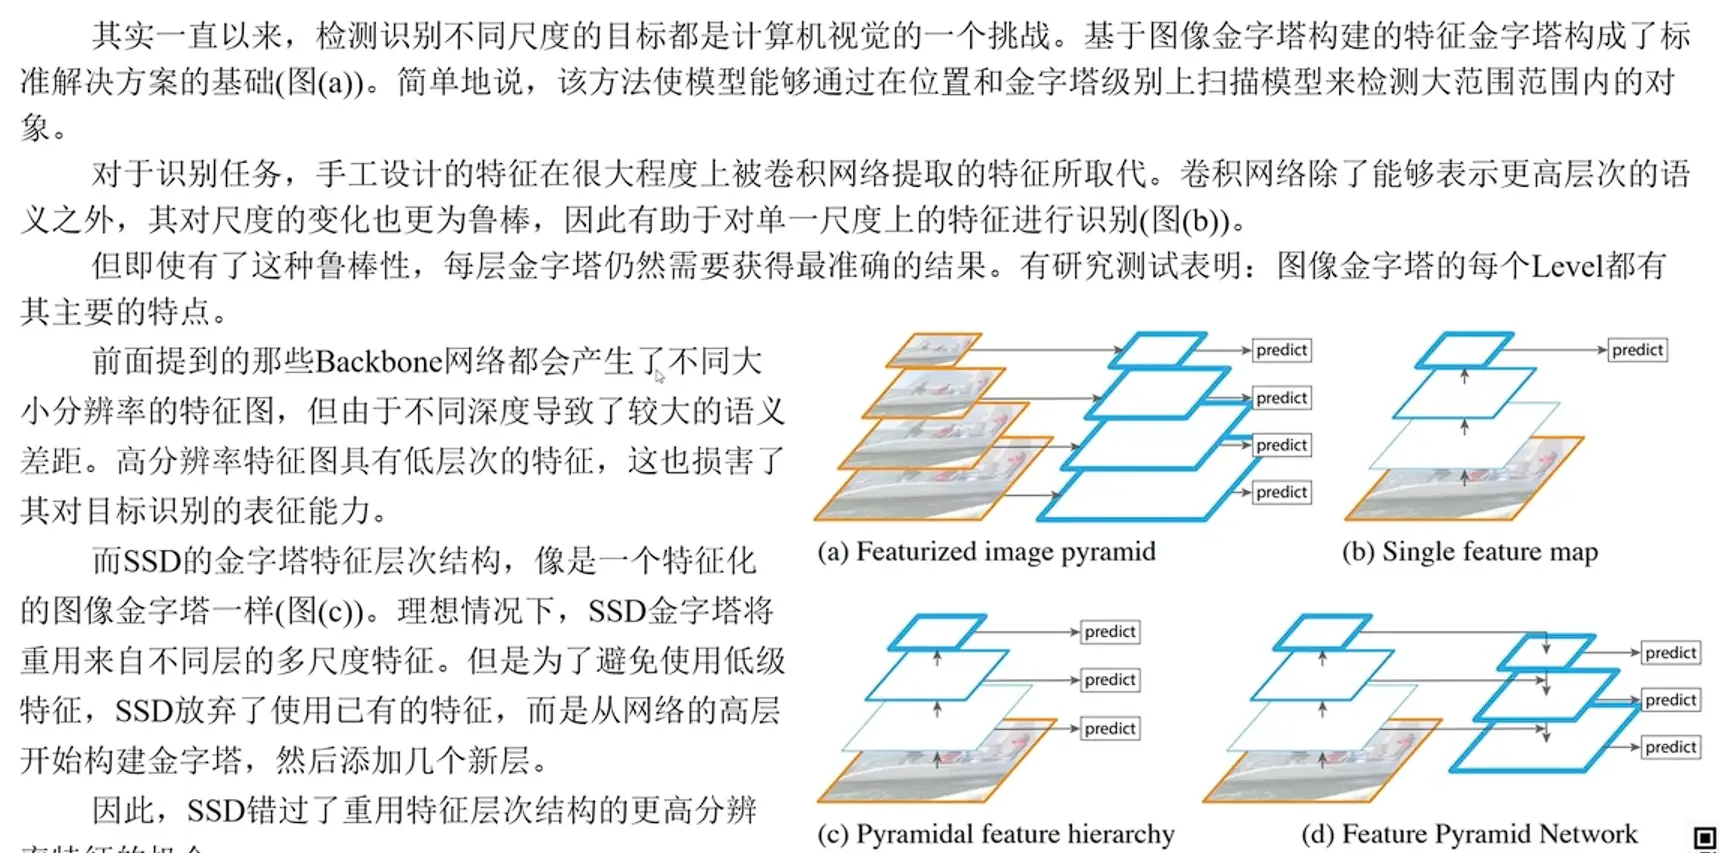 其实一直以来，检测识别不同尺度的目标都是计算机视觉的一个挑战。基于图像金字塔构建的特征金字塔构成了标
准解决方案的基础(图(a))。简单地说，该方法使模型能够通过在位置和金字塔级别上扫描模型来检测大范围范围内的对
象。
对于识别任务，手工设计的特征在很大程度上被卷积网络提取的特征所取代。卷积网络除了能够表示更高层次的语
义之外，其对尺度的变化也更为鲁棒，因此有助于对单一尺度上的特征进行识别(图(b))。
但即使有了这种鲁棒性，每层金字塔仍然需要获得最准确的结果。有研究测试表明：图像金字塔的每个Level都有
其主要的特点。
前面提到的那些Backbone网络都会产生了不同大
小分辨率的特征图，但由于不同深度导致了较大的语义
差距。高分辨率特征图具有低层次的特征，这也损害了
其对目标识别的表征能力。
而SSD的金字塔特征层次结构，像是一个特征化
的图像金字塔一样(图(c))。理想情况下，SSD金字塔将
重用来自不同层的多尺度特征。但是为了避免使用低级
特征，SSD放弃了使用已有的特征，而是从网络的高层
开始构建金字塔，然后添加几个新层。
因此，SSD错过了重用特征层次结构的更高分辨
predict
predict
predict
predict
(a) Featurized image pyramid
predict
(b) Single feature map
predict
predict
predict
(c) Pyramidal feature hierarchy
predict
predict
predict
(d) Feature Pyramid Network